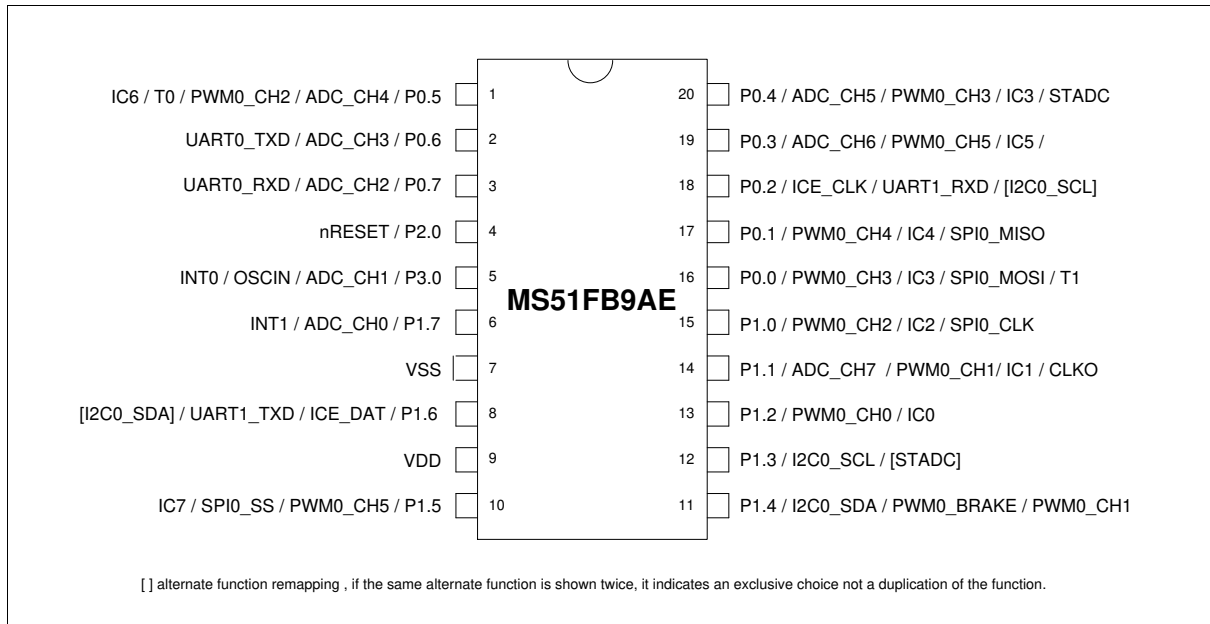 IC6 / T0 / PWM0_CH2 / ADC_CH4 / P0.5 1
20 P0.4 / ADC_CH5 / PWM0_CH3 / IC3 / STADC
UART0_TXD / ADC_CH3 / P0.6 2
19 P0.3 / ADC_CH6 / PWM0_CH5 / IC5 /
UART0_RXD / ADC_CH2 / P0.7 3
18 P0.2 / ICE_CLK / UART1_RXD / [I2C0_SCL]
nRESET / P2.0 4
17 P0.1 / PWM0_CH4 / IC4 / SPI0_MISO
INT0 / OSCIN / ADC_CH1 / P3.0 5
16 P0.0 / PWM0_CH3 / IC3 / SPI0_MOSI / T1
MS51FB9AE
INT1 / ADC_CH0 / P1.7 6
15 P1.0 / PWM0_CH2 / IC2 / SPI0_CLK
VSS 7
14 P1.1 / ADC_CH7 / PWM0_CH1/ IC1 / CLKO
[I2C0_SDA] / UART1_TXD / ICE_DAT / P1.6 8
13 P1.2 / PWM0_CH0 / IC0
VDD 9
12 P1.3 / I2C0_SCL / [STADC]
IC7 / SPI0_SS / PWM0_CH5 / P1.5 10
11 P1.4 / I2C0_SDA / PWM0_BRAKE / PWM0_CH1
[ ] alternate function remapping , if the same alternate function is shown twice, it indicates an exclusive choice not a duplication of the function.